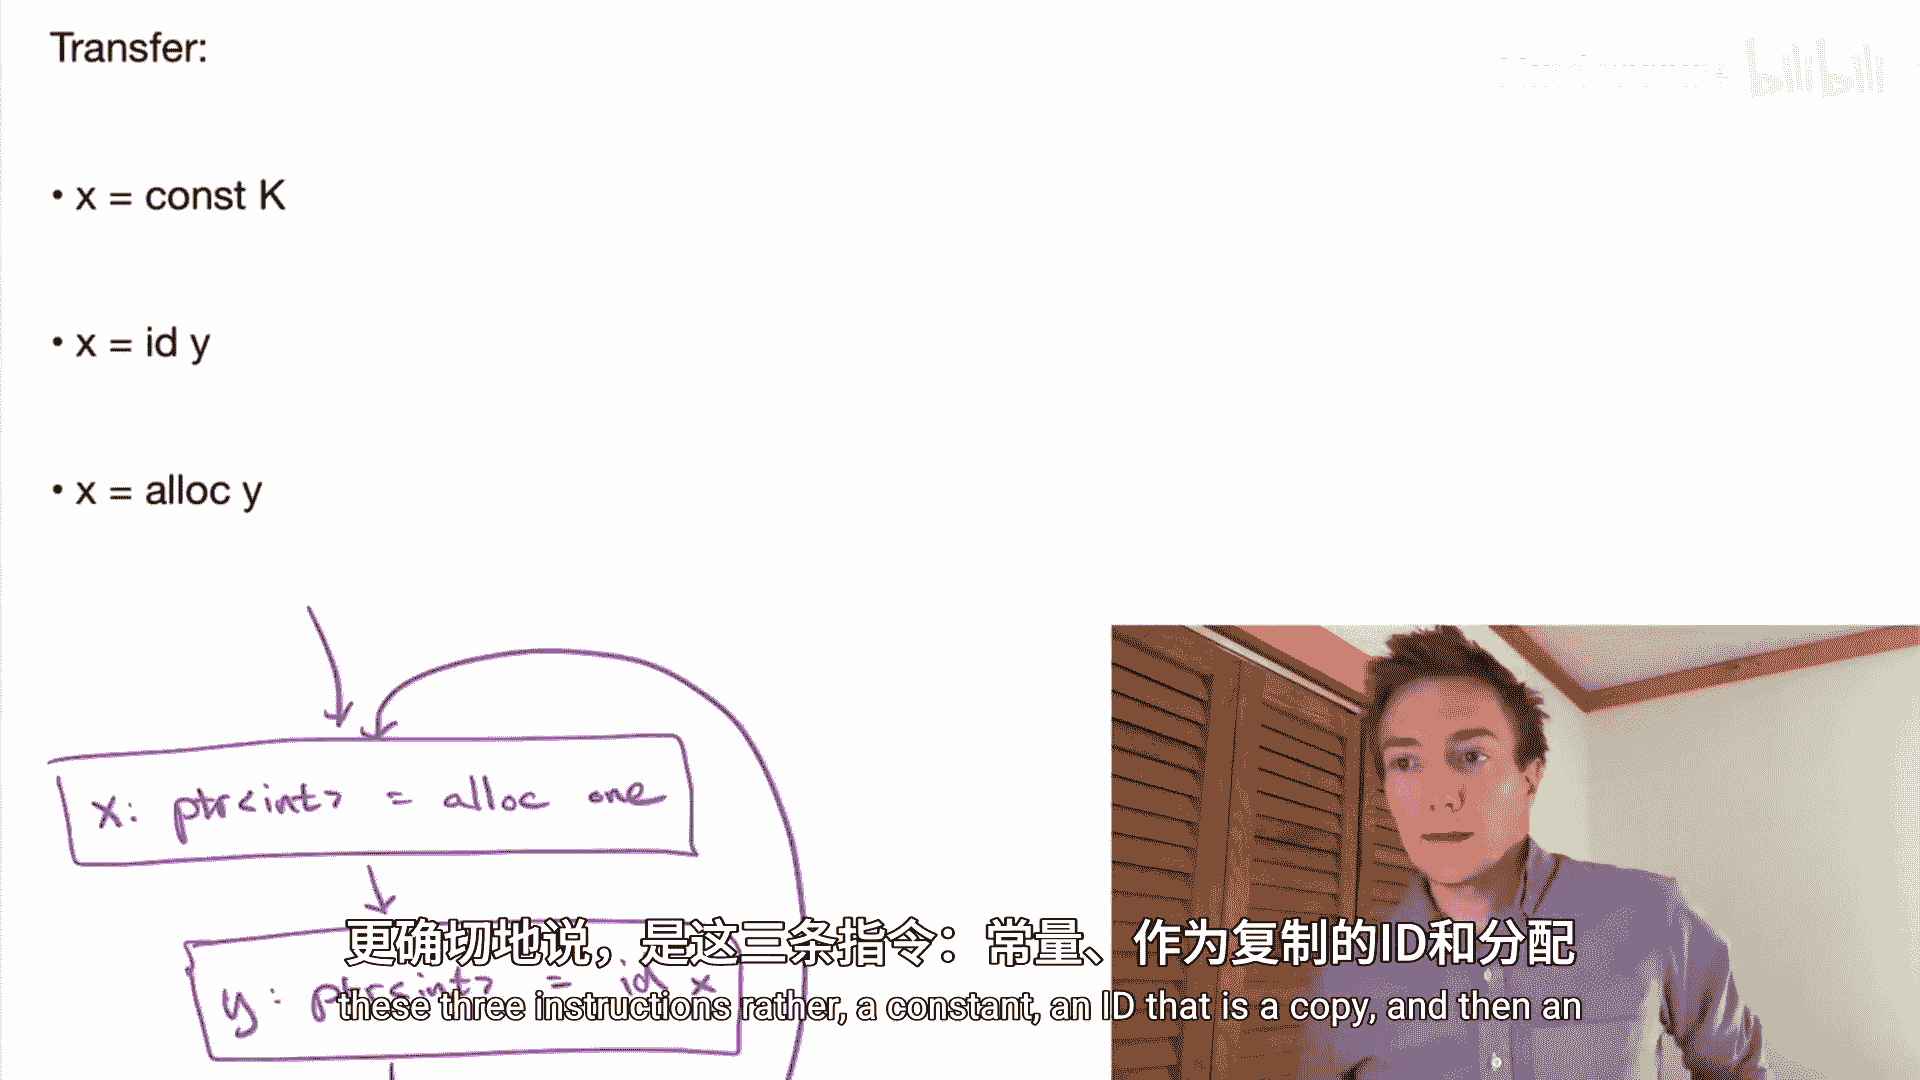 Transfer:
bilibili
• x = const K
• x = id y
• x = alloc y
x: ptr<int> = alloc one
y: ptr<int> = id x
更确切地说，是这三条指令：常量、作为复制的ID和分配
these three instructions rather, a constant, an ID that is a copy, and then an